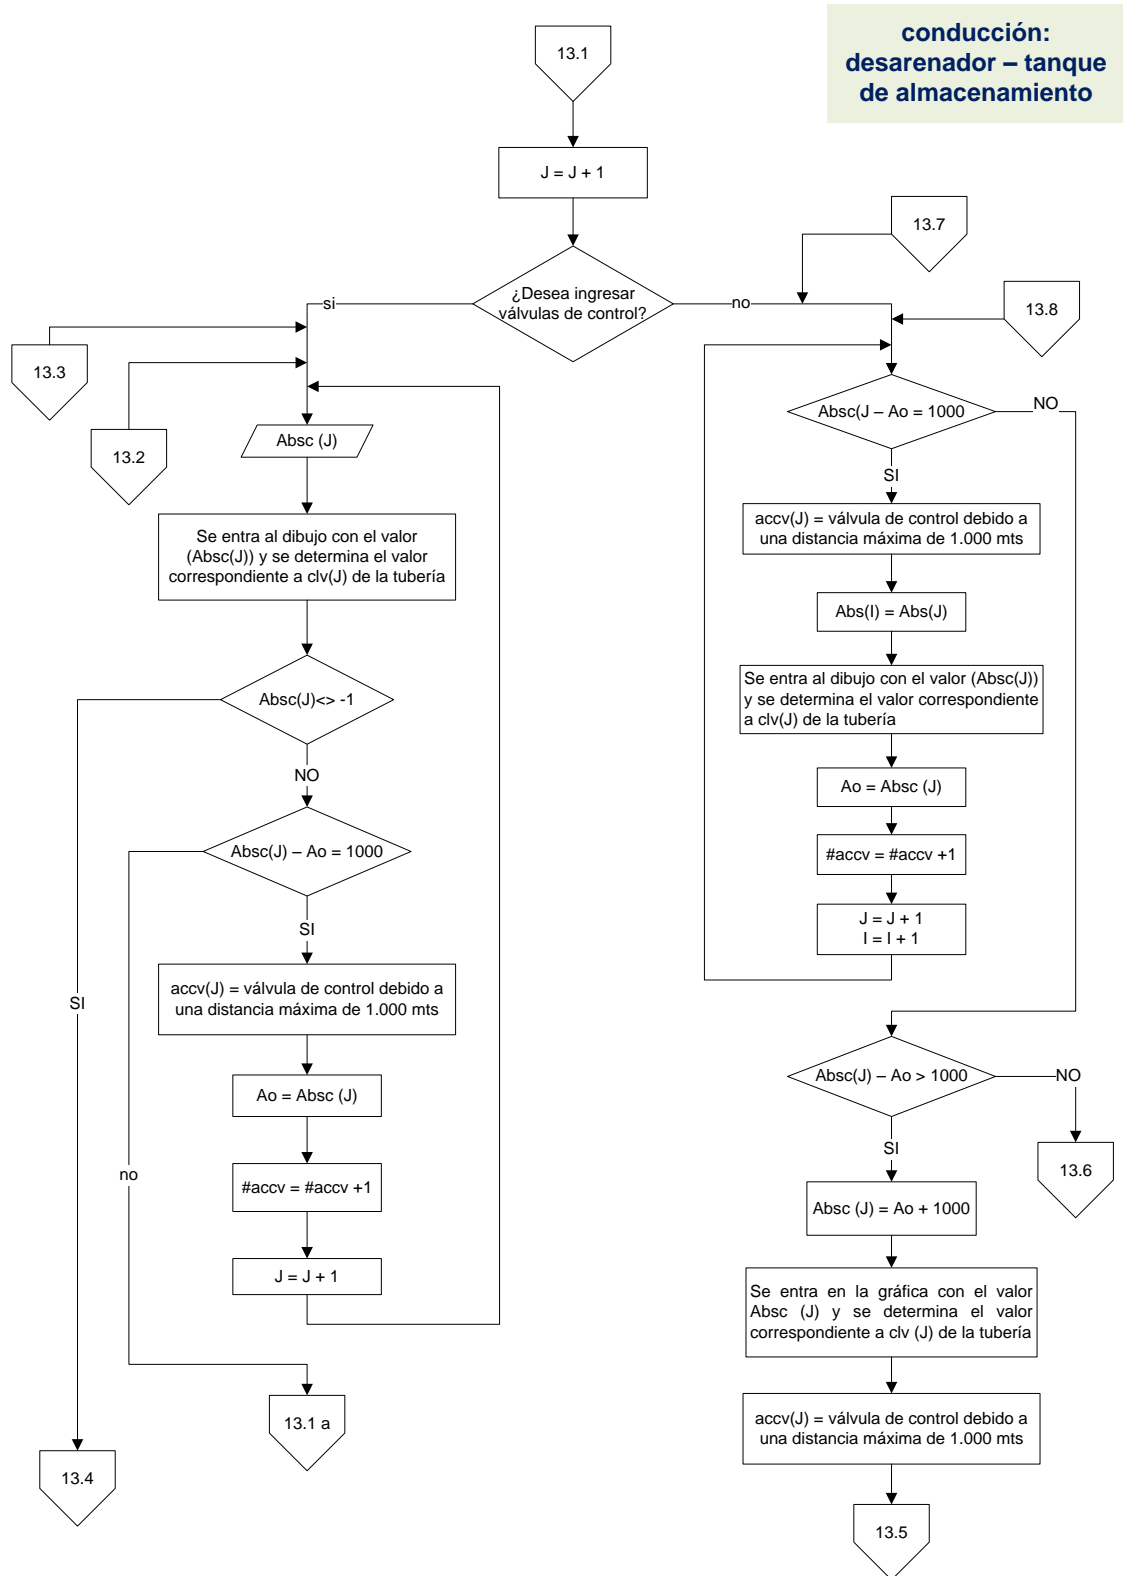 conducción:
desarenador – tanque
de almacenamiento
13.1
J = J + 1
¿Desea ingresar
válvulas de control?
si
no
13.7
13.8
13.3
13.2
Absc (J)
Se entra al dibujo con el valor
(Absc(J)) y se determina el valor
correspondiente a clv(J) de la tubería
Absc(J)<> -1
NO
SI
Absc(J) – Ao = 1000
no
SI
accv(J) = válvula de control debido a
una distancia máxima de 1.000 mts
Ao = Absc (J)
#accv = #accv +1
J = J + 1
13.1 a
13.4
Absc(J – Ao = 1000
NO
SI
accv(J) = válvula de control debido a
una distancia máxima de 1.000 mts
Abs(I) = Abs(J)
Se entra al dibujo con el valor (Absc(J))
y se determina el valor correspondiente
a clv(J) de la tubería
Ao = Absc (J)
#accv = #accv +1
J = J + 1
I = I + 1
Absc(J) – Ao > 1000
NO
13.6
SI
Absc (J) = Ao + 1000
Se entra en la gráfica con el valor
Absc (J) y se determina el valor
correspondiente a clv (J) de la tubería
accv(J) = válvula de control debido a
una distancia máxima de 1.000 mts
13.5